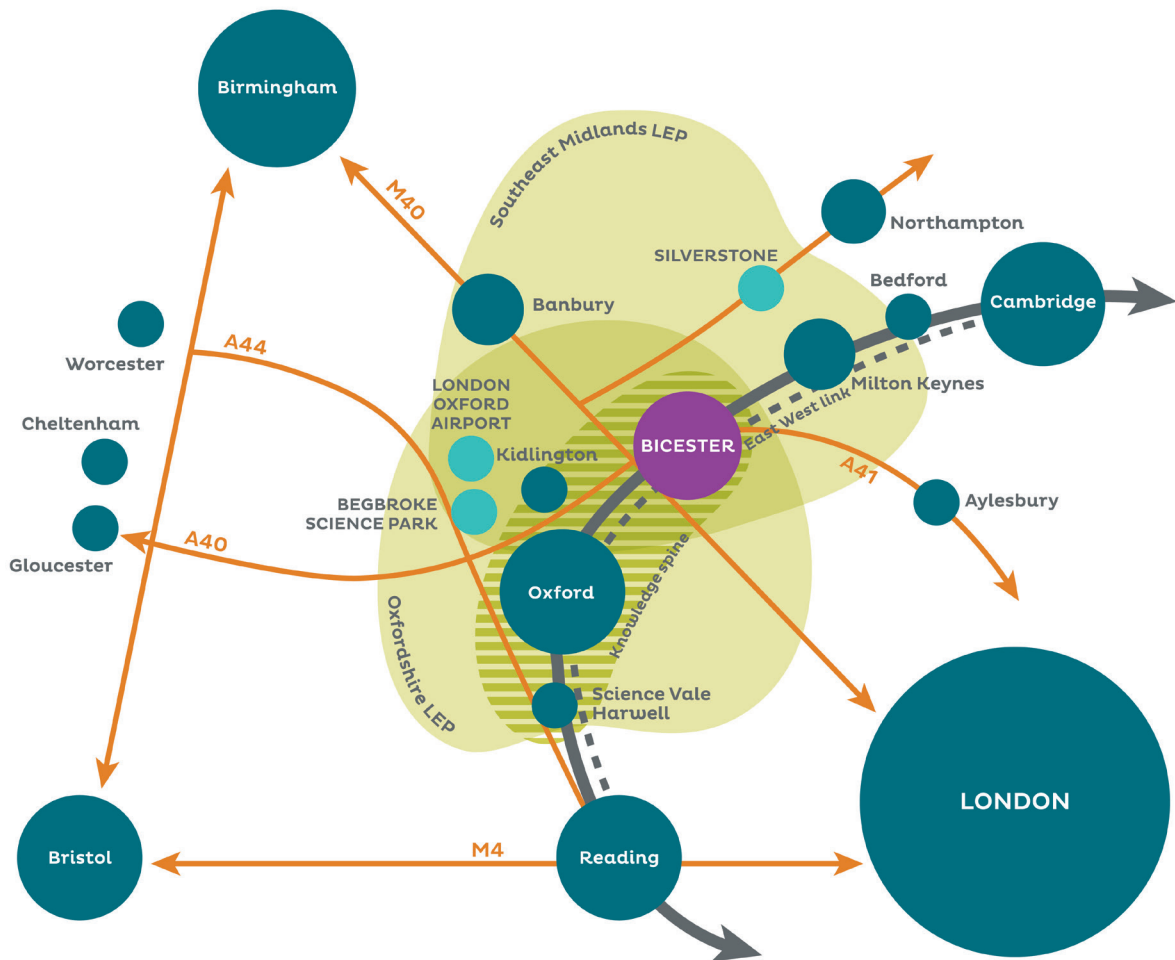 Birmingham
Southeast Midlands LEP
M40
Northampton
SILVERSTONE
Bedford
Cambridge
Banbury
Worcester
A44
Milton Keynes
East West link
LONDON
OXFORD
AIRPORT
BICESTER
Cheltenham
Kidlington
A41
Aylesbury
BEGBROKE
SCIENCE PARK
A40
Gloucester
Oxford
Knowledge spine
Oxfordshire LEP
Science Vale
Harwell
LONDON
Bristol
M4
Reading